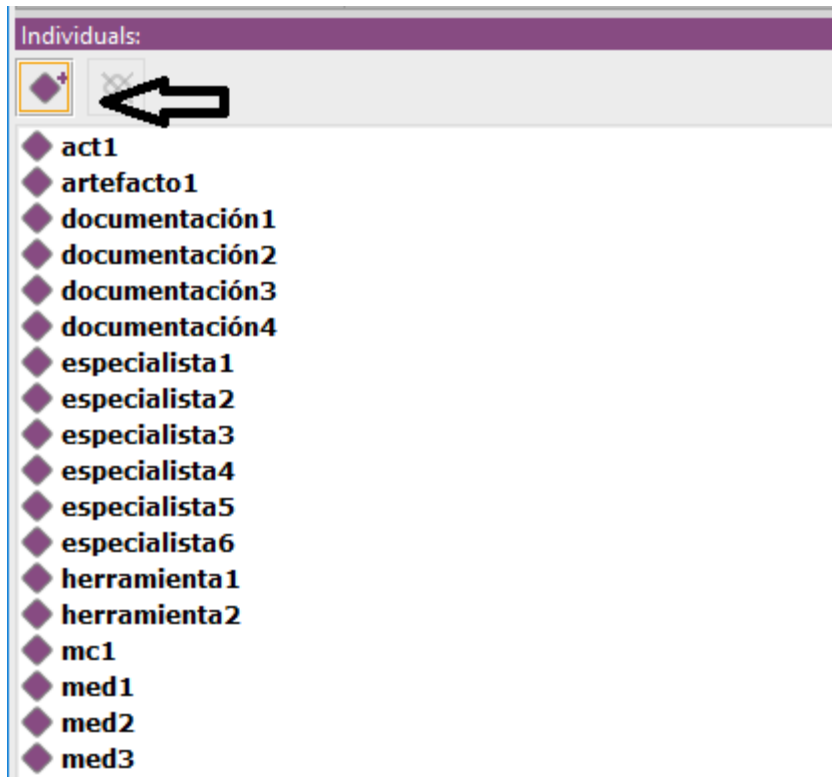 Individuals:
act1
artefacto1
documentación1
documentación2
documentación3
documentación4
especialista1
especialista2
especialista3
especialista4
especialista5
especialista6
herramienta1
herramienta2
mc1
med1
med2
med3